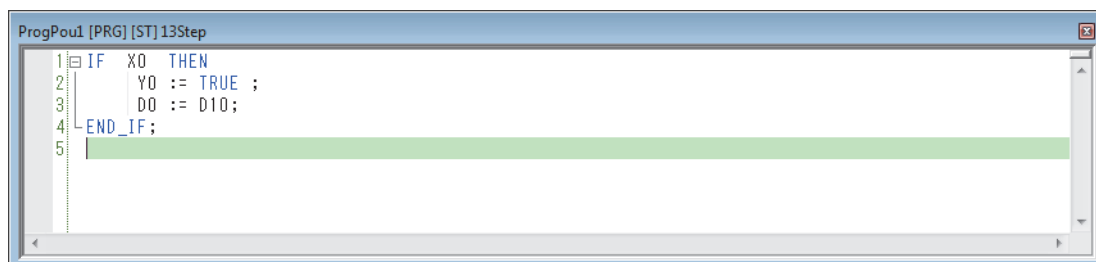 ProgPou1 [PRG] [ST] 13Step
1 IF X0 THEN
2 Y0 := TRUE ;
3 D0 := D10;
4 END_IF;
5